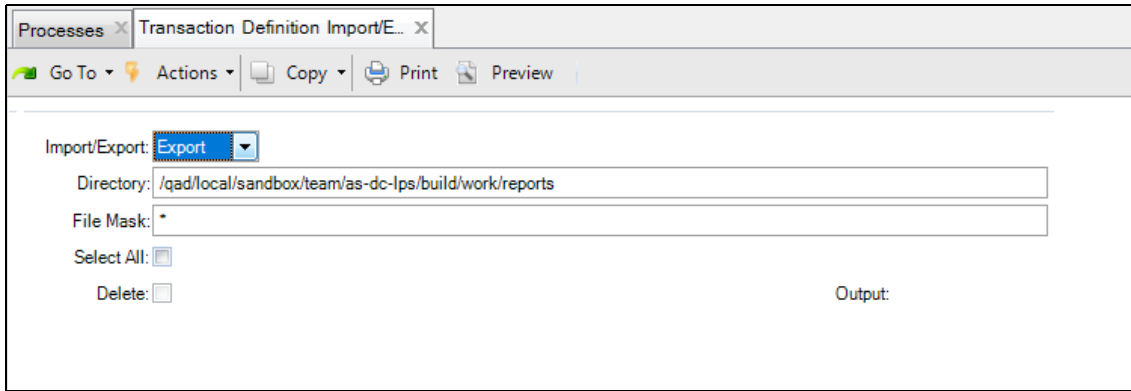 Processes Transaction Definition Import/E...
Go To Actions Copy Print Preview
Import/Export: Export
Directory: /qad/local/sandbox/team/as-dc-lps/build/work/reports
File Mask: *
Select All:
Delete: Output: